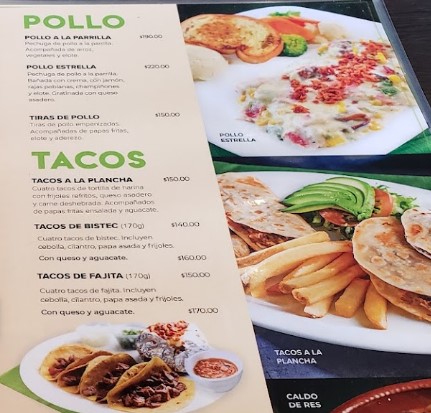 POLLO
POLLO A LA PARRILLA $190.00
Pechuga de pollo a la parrilla.
Acompañada de arroz,
vegetales y elote.
POLLO ESTRELLA $220.00
Pechuga de pollo a la parrilla.
Bañada con crema, con jamón,
rajas poblanas, champiñones
y elote. Gratinada con queso
asadero.
TIRAS DE POLLO $150.00
Tiras de pollo empanizadas.
Acompañadas de papas fritas,
elote y aderezo.
POLLO
ESTRELLA
TACOS
TACOS A LA PLANCHA $150.00
Cuatro tacos de tortilla de harina
con frijoles refritos, queso asadero
y carne deshebrada. Acompañados
de papas fritas ensalada y aguacate.
TACOS DE BISTEC (170g) $140.00
Cuatro tacos de bistec. Incluyen
cebolla, cilantro, papa asada y frijoles.
Con queso y aguacate. $160.00
TACOS DE FAJITA (170g) $150.00
Cuatro tacos de fajita. Incluyen
cebolla, cilantro, papa asada y frijoles.
Con queso y aguacate. $170.00
TACOS A LA
PLANCHA
CALDO
DE RES